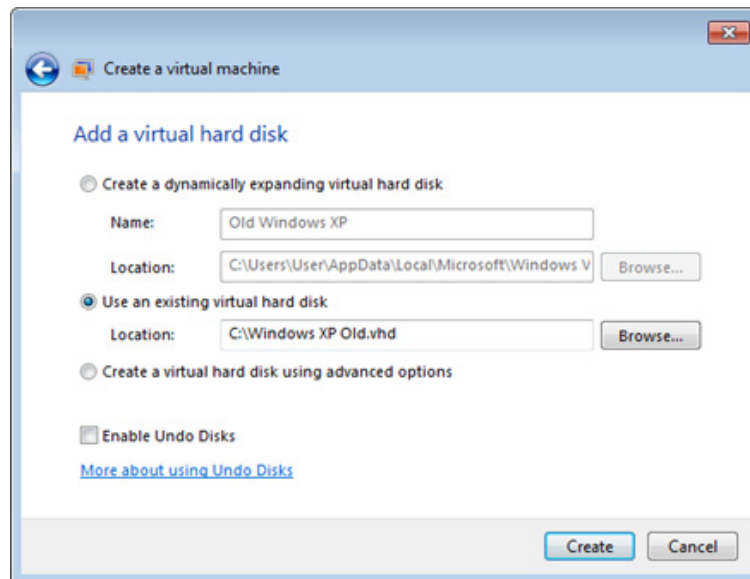 Create a virtual machine
Add a virtual hard disk
Create a dynamically expanding virtual hard disk
Name: Old Windows XP
Location: C:\Users\User\AppData\Local\Microsoft\Windows V Browse...
Use an existing virtual hard disk
Location: C:\Windows XP Old.vhd Browse...
Create a virtual hard disk using advanced options
Enable Undo Disks
More about using Undo Disks
Create Cancel